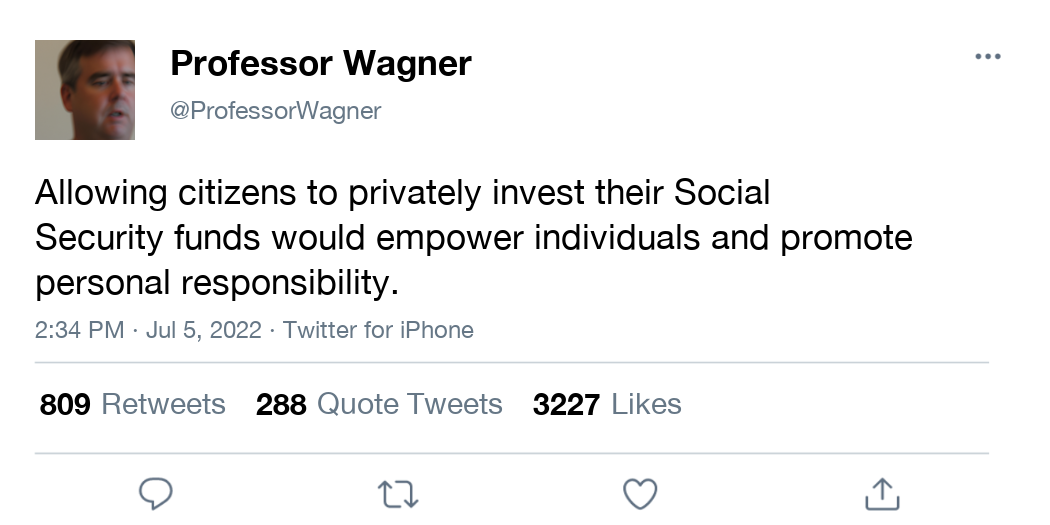 Professor Wagner
@ProfessorWagner
Allowing citizens to privately invest their Social
Security funds would empower individuals and promote
personal responsibility.
2:34 PM · Jul 5, 2022 · Twitter for iPhone
809 Retweets 288 Quote Tweets 3227 Likes